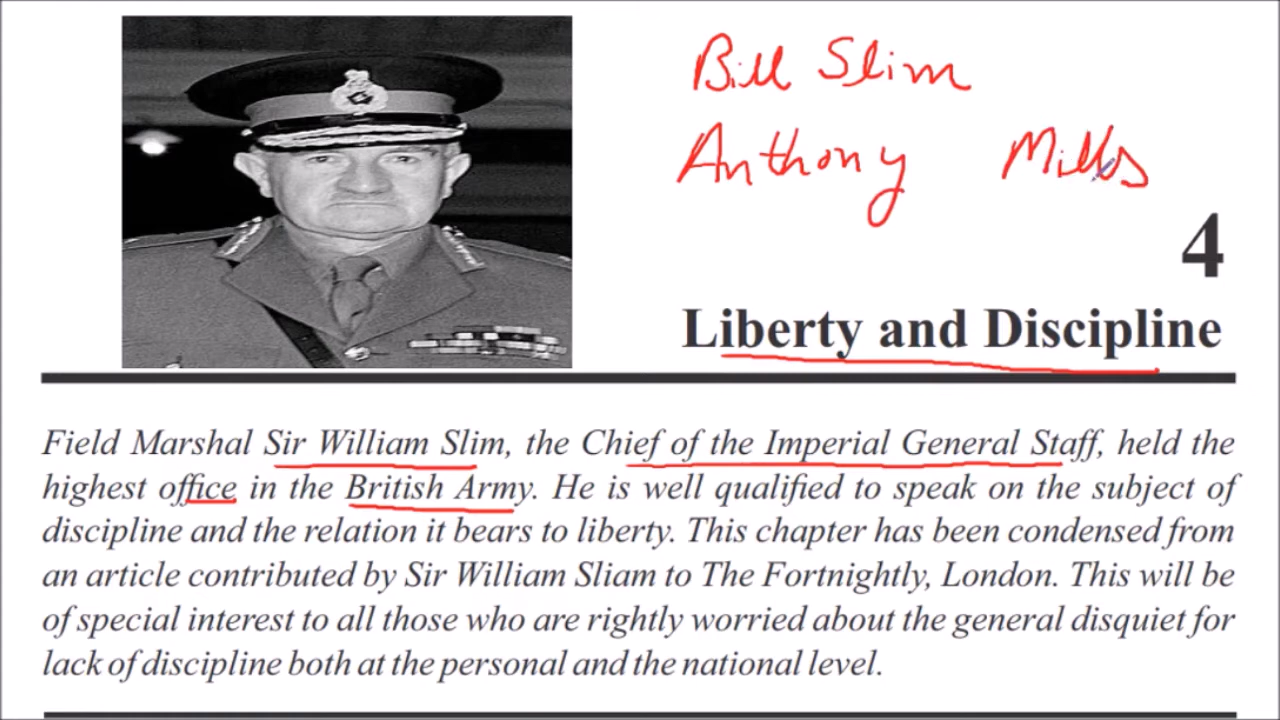 Bill Slim
Anthony Mills
4
Liberty and Discipline
Field Marshal Sir William Slim, the Chief of the Imperial General Staff, held the
highest office in the British Army. He is well qualified to speak on the subject of
discipline and the relation it bears to liberty. This chapter has been condensed from
an article contributed by Sir William Sliam to The Fortnightly, London. This will be
of special interest to all those who are rightly worried about the general disquiet for
lack of discipline both at the personal and the national level.